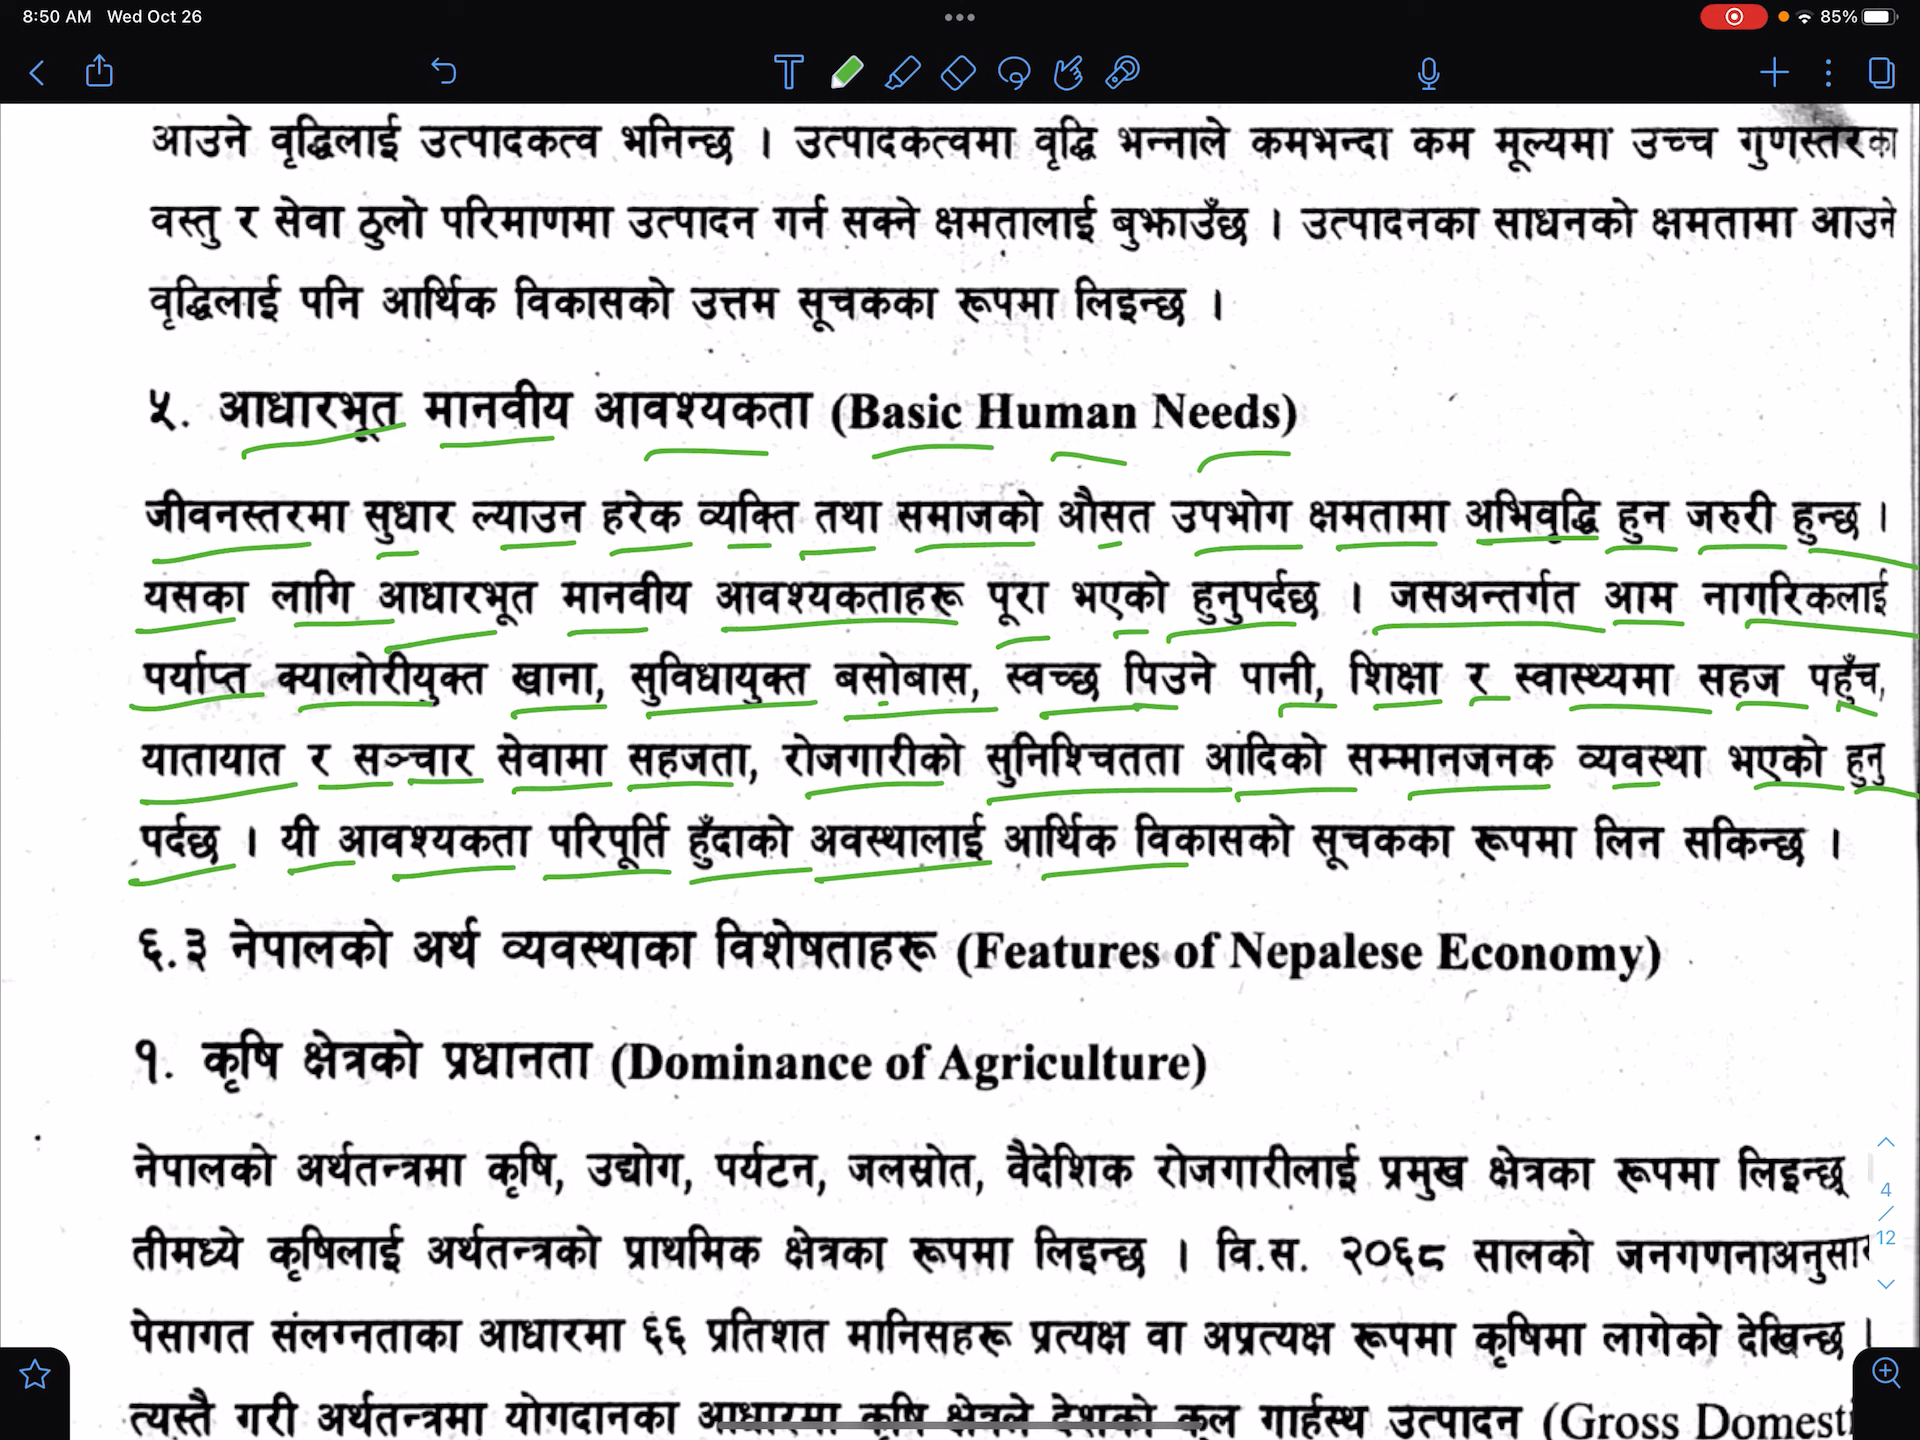 8:50 AM Wed Oct 26
85%
आउने वृद्धिलाई उत्पादकत्व भनिन्छ । उत्पादकत्वमा वृद्धि भन्नाले कमभन्दा कम मूल्यमा उच्च गुणस्तरका
वस्तु र सेवा ठुलो परिमाणमा उत्पादन गर्न सक्ने क्षमतालाई बुझाउँछ । उत्पादनका साधनको क्षमतामा आउने
वृद्धिलाई पनि आर्थिक विकासको उत्तम सूचकका रूपमा लिइन्छ ।
५. आधारभूत मानवीय आवश्यकता (Basic Human Needs)
जीवनस्तरमा सुधार ल्याउन हरेक व्यक्ति तथा समाजको औसत उपभोग क्षमतामा अभिवृद्धि हुन जरुरी हुन्छ ।
यसका लागि आधारभूत मानवीय आवश्यकताहरू पूरा भएको हुनुपर्दछ । जसअन्तर्गत आम नागरिकलाई
पर्याप्त क्यालोरीयुक्त खाना, सुविधायुक्त बसोबास, स्वच्छ पिउने पानी, शिक्षा र स्वास्थ्यमा सहज पहुँच,
यातायात र सञ्चार सेवामा सहजता, रोजगारीको सुनिश्चितता आदिको सम्मानजनक व्यवस्था भएको हुनु
पर्दछ । यी आवश्यकता परिपूर्ति हुँदाको अवस्थालाई आर्थिक विकासको सूचकका रूपमा लिन सकिन्छ ।
६.३ नेपालको अर्थ व्यवस्थाका विशेषताहरू (Features of Nepalese Economy)
१. कृषि क्षेत्रको प्रधानता (Dominance of Agriculture)
नेपालको अर्थतन्त्रमा कृषि, उद्योग, पर्यटन, जलस्रोत, वैदेशिक रोजगारीलाई प्रमुख क्षेत्रका रूपमा लिइन्छ
तीमध्ये कृषिलाई अर्थतन्त्रको प्राथमिक क्षेत्रका रूपमा लिइन्छ । वि.स. २०६८ सालको जनगणनाअनुसार
पेसागत संलग्नताका आधारमा ६६ प्रतिशत मानिसहरू प्रत्यक्ष वा अप्रत्यक्ष रूपमा कृषिमा लागेको देखिन्छ ।
त्यस्तै गरी अर्थतन्त्रमा योगदानका आधारमा कृषि क्षेत्रले देशको कुल गार्हस्थ उत्पादन (Gross Domesti
4
/
12